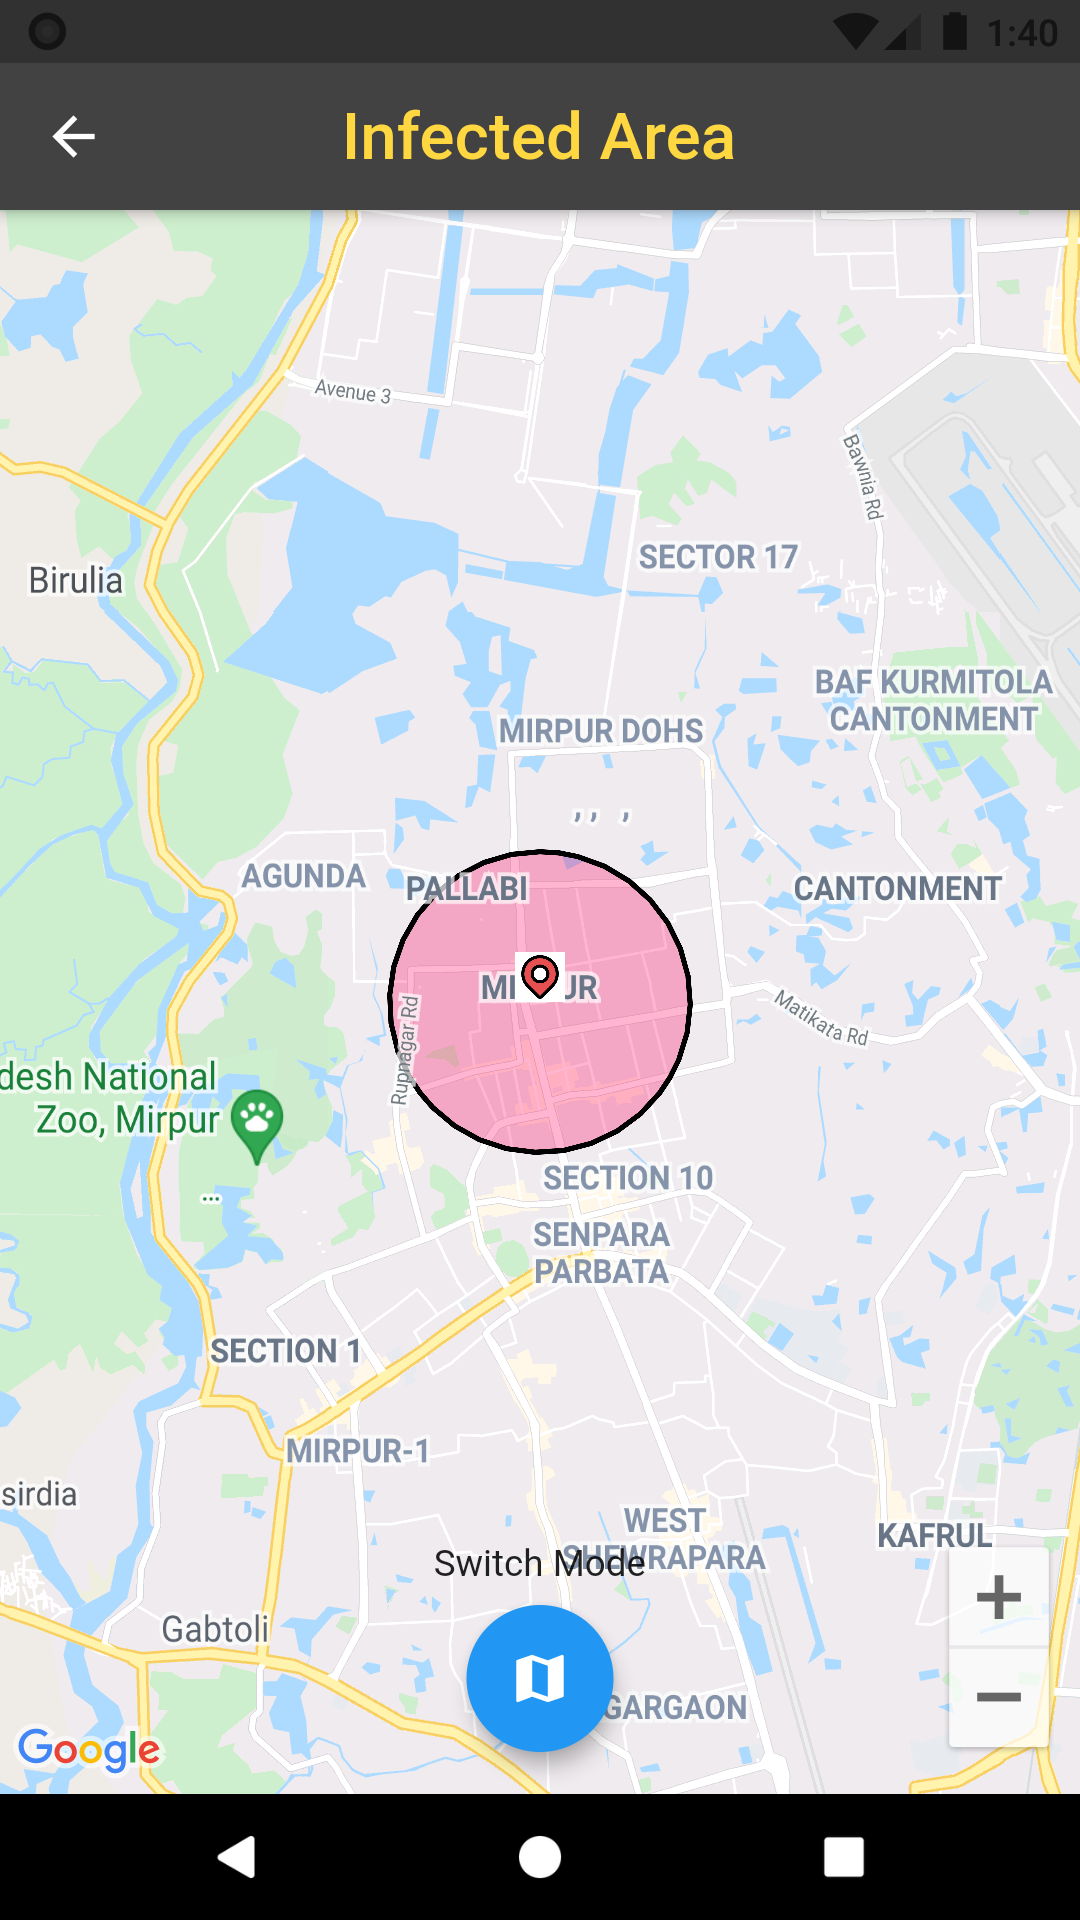 1:40
Infected Area
Avenue 3
Bawnia Rd
SECTOR 17
Birulia
BAF KURMITOLA
CANTONMENT
MIRPUR DOHS
, , ,
AGUNDA
PALLABI
CANTONMENT
MI UR
Rupnagar Rd
Matikata Rd
desh National
Zoo, Mirpur
...
SECTION 10
SENPARA
PARBATA
SECTION 1
MIRPUR-1
sirdia
WEST
SHEWRAPARA
KAFRUL
Switch Mode
Gabtoli
GARGAON
Google